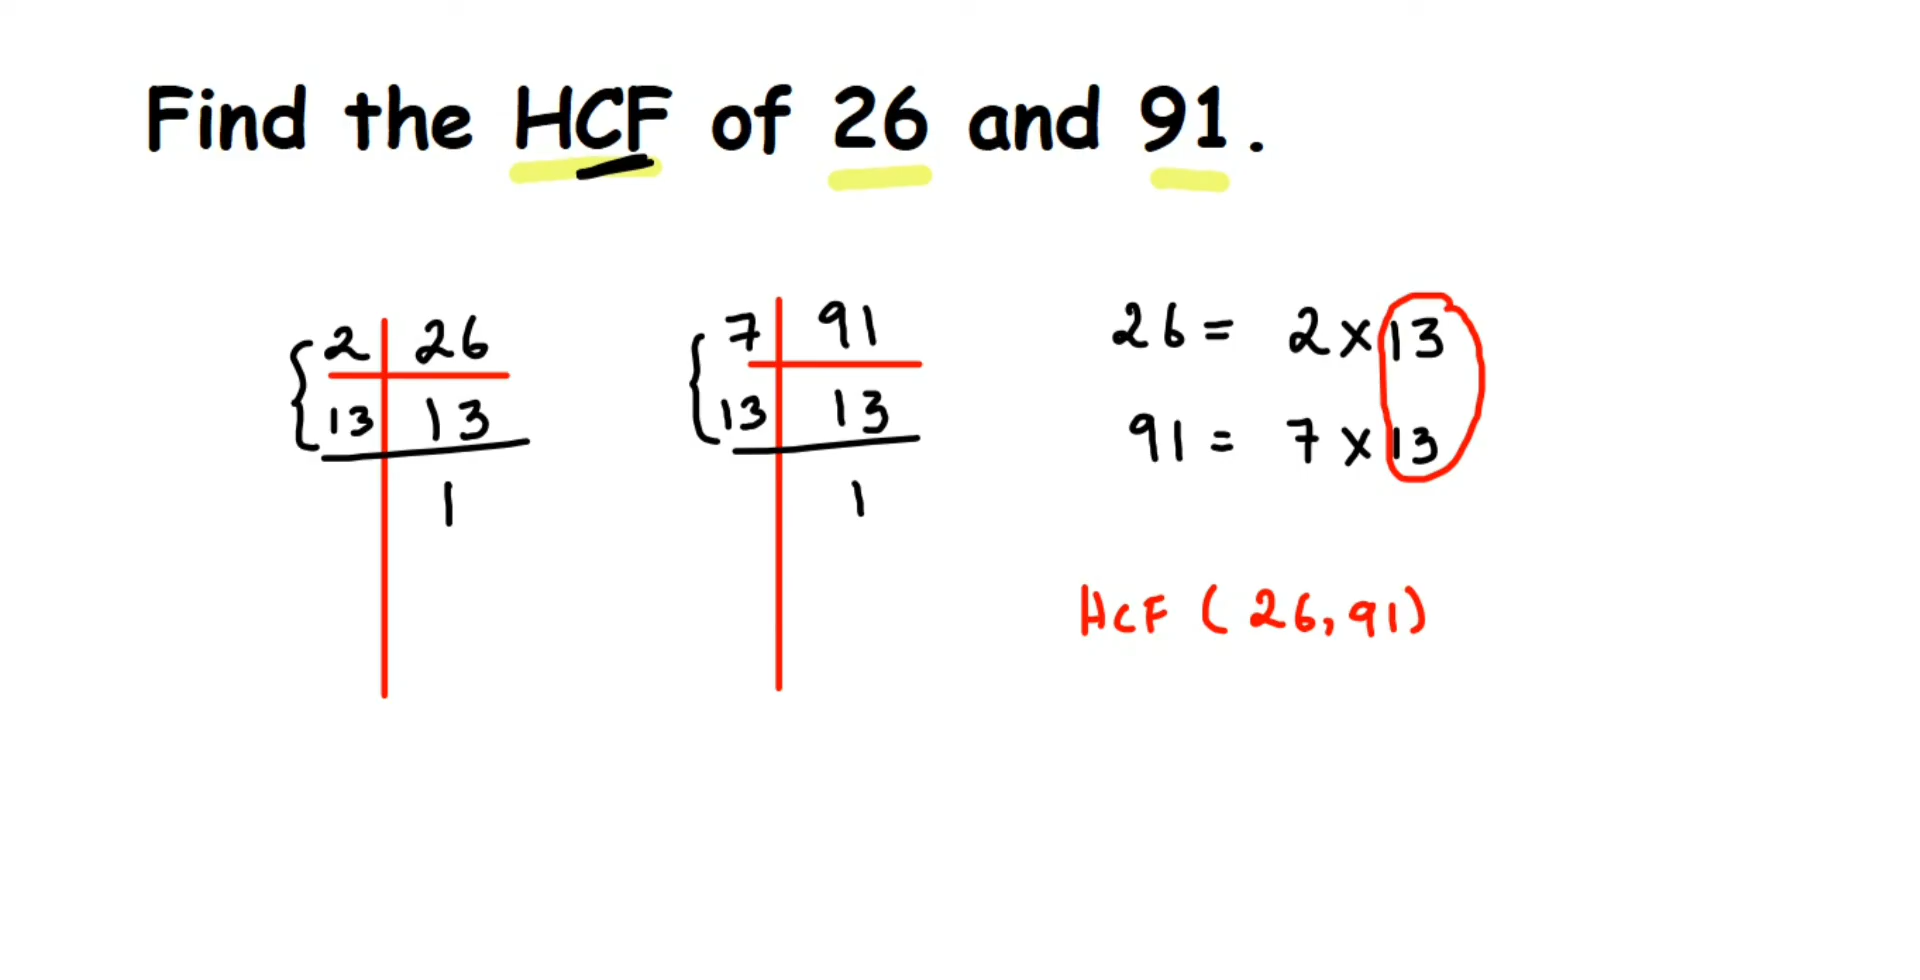 Find the HCF of 26 and 91.
2 26
13 13
1
7 91
13 13
1
26 = 2 × 13
91 = 7 × 13
HCF (26, 91)